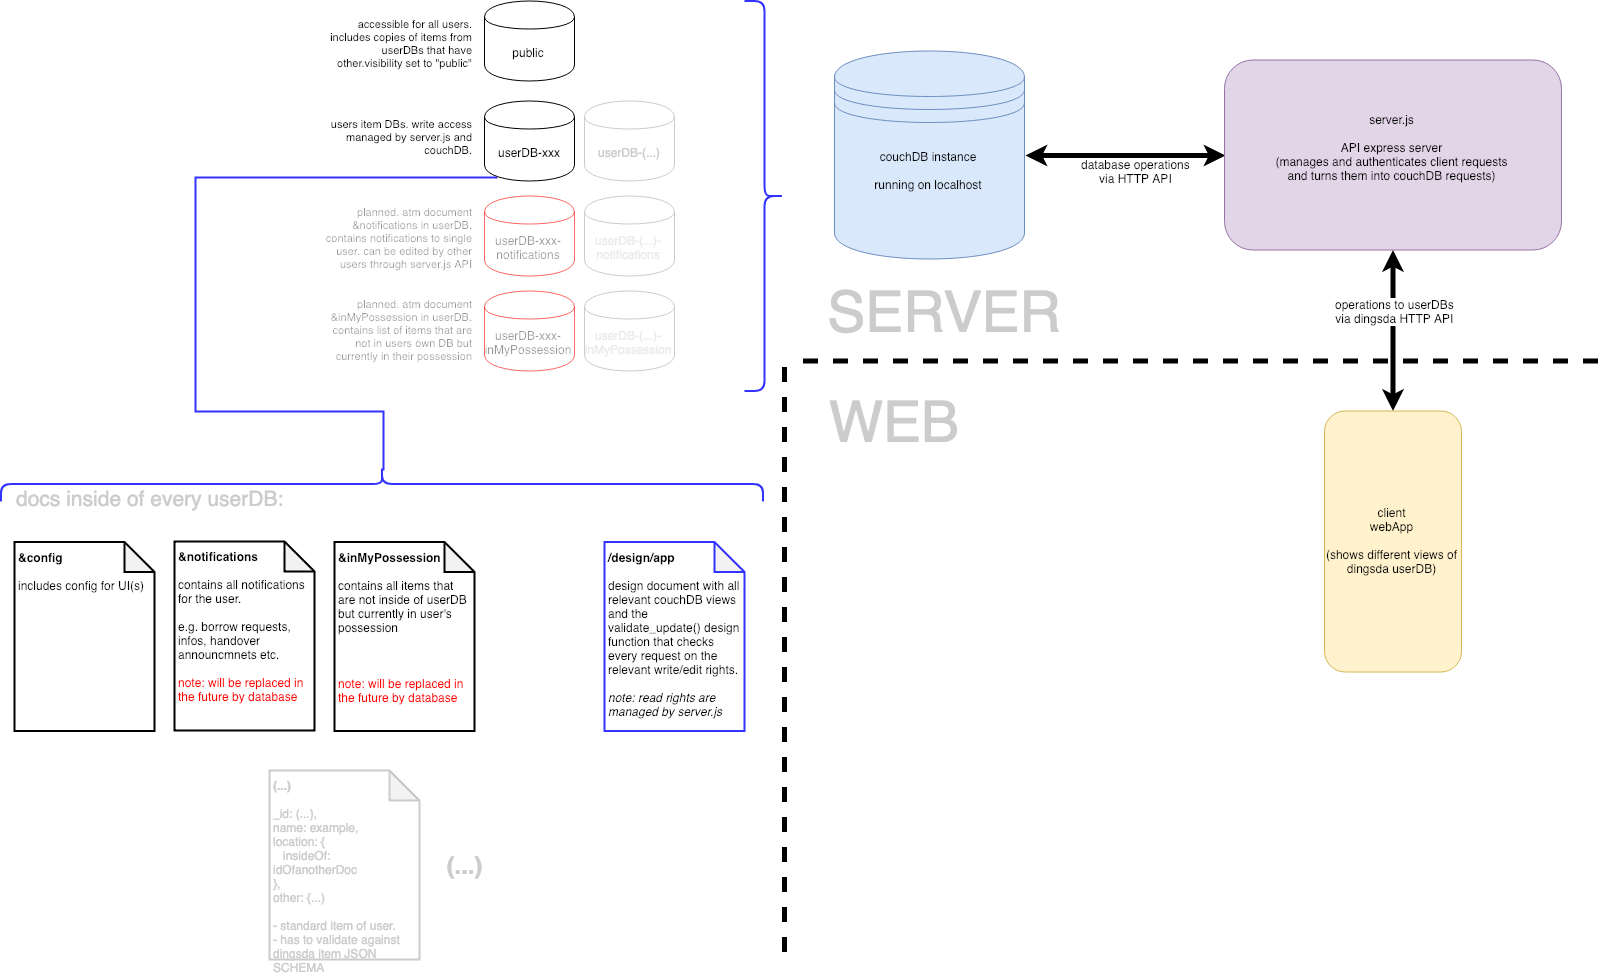 accessible for all users.
includes copies of items from
userDBs that have
other.visibility set to "public"
public
users item DBs. write access
managed by server.js and
couchDB.
userDB-xxx
userDB-(...)
planned. atm document
&notifications in userDB.
contains notifications to single
user. can be edited by other
users through server.js API
userDB-xxx-
notifications
userDB-(...)-
notifications
planned. atm document
&inMyPossession in userDB.
contains list of items that are
not in users own DB but
currently in their possession
userDB-xxx-
inMyPossession
userDB-(...)-
inMyPossession
couchDB instance
running on localhost
database operations
via HTTP API
server.js
API express server
(manages and authenticates client requests
and turns them into couchDB requests)
SERVER
operations to userDBs
via dingsda HTTP API
WEB
client
webApp
(shows different views of
dingsda userDB)
docs inside of every userDB:
&config
includes config for UI(s)
&notifications
contains all notifications
for the user.
e.g. borrow requests,
infos, handover
announcmnets etc.
note: will be replaced in
the future by database
&inMyPossession
contains all items that
are not inside of userDB
but currently in user's
possession
note: will be replaced in
the future by database
/design/app
design document with all
relevant couchDB views
and the
validate_update() design
function that checks
every request on the
relevant write/edit rights.
note: read rights are
managed by server.js
(...)
_id: (...),
name: example,
location: {
insideOf:
idOfanotherDoc
},
other: {...}
- standard item of user.
- has to validate against
dingsda item JSON
SCHEMA
(...)